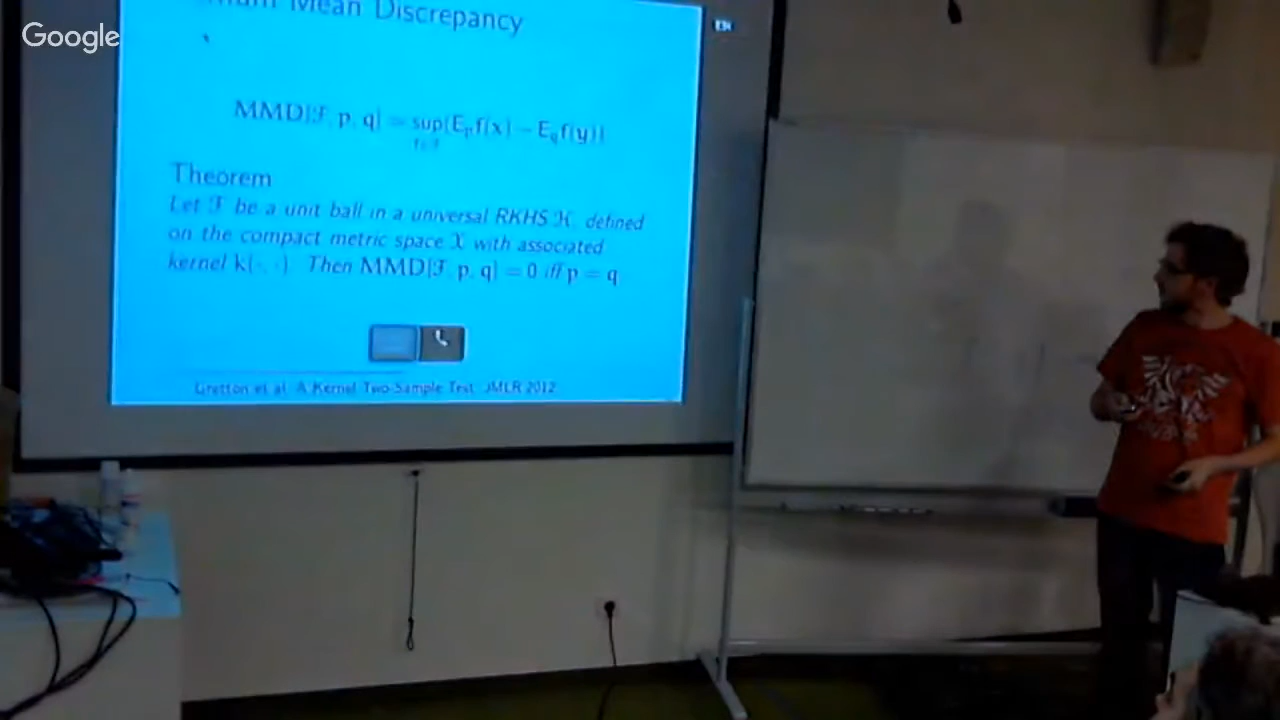 Google
Mean Discrepancy
MMD[ℱ, p, q] = sup(E_p f(x) − E_q f(y))
f∈ℱ
Theorem
Let ℱ be a unit ball in a universal RKHS ℋ, defined
on the compact metric space 𝒳 with associated
kernel k(·, ·). Then MMD[ℱ, p, q] = 0 iff p = q
Gretton et al. A Kernel Two-Sample Test. JMLR 2012